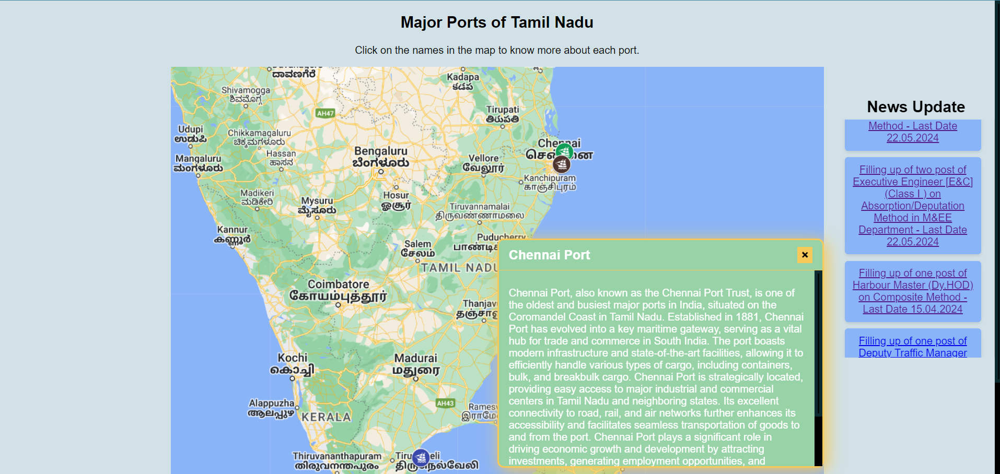 Major Ports of Tamil Nadu
Click on the names in the map to know more about each port.
ದಾವಣಗೆರೆ
Kadapa
కడప
Shivamogga
ಶಿವಮೊಗ್ಗ
AH47
Tirupati
తిరుపతి
Udupi
ಉಡುಪಿ
Chikkamagaluru
ಚಿಕ್ಕಮಗಳೂರು
Chennai
Hassan
ಹಾಸನ
Bengaluru
ಬೆಂಗಳೂರು
Vellore
வேலூர்
Mangaluru
ಮಂಗಳೂರು
Kanchipuram
காஞ்சிபுரம்
Madikeri
ಮಡಿಕೇರಿ
Hosur
ஓசூர்
Mysuru
ಮೈಸೂರು
Tiruvannamalai
திருவண்ணாமலை
Kannur
കണ്ണൂർ
Puducherry
பாண்டிச
Salem
சேலம்
TAMIL NADU
Coimbatore
கோயம்புத்தூர்
Thanjav
தஞ்சா
Kochi
കൊച്ചി
Madurai
மதுரை
AH43
Alappuzha
ആലപ്പുഴ
KERALA
Rames
இராமே
Thiruvananthapuram
തിരുവനന്തപുരം
Chennai Port
×
Chennai Port, also known as the Chennai Port Trust, is one of
the oldest and busiest major ports in India, situated on the
Coromandel Coast in Tamil Nadu. Established in 1881, Chennai
Port has evolved into a key maritime gateway, serving as a vital
hub for trade and commerce in South India. The port boasts
modern infrastructure and state-of-the-art facilities, allowing it to
efficiently handle various types of cargo, including containers,
bulk, and breakbulk cargo. Chennai Port is strategically located,
providing easy access to major industrial and commercial
centers in Tamil Nadu and neighboring states. Its excellent
connectivity to road, rail, and air networks further enhances its
accessibility and facilitates seamless transportation of goods to
and from the port. Chennai Port plays a significant role in
driving economic growth and development by attracting
investments, generating employment opportunities, and
News Update
Method - Last Date
22.05.2024
Filling up of two post of
Executive Engineer [E&C]
(Class I ) on
Absorption/Deputation
Method in M&EE
Department - Last Date
22.05.2024
Filling up of one post of
Harbour Master (Dy.HOD)
on Composite Method -
Last Date 15.04.2024
Filling up of one post of
Deputy Traffic Manager